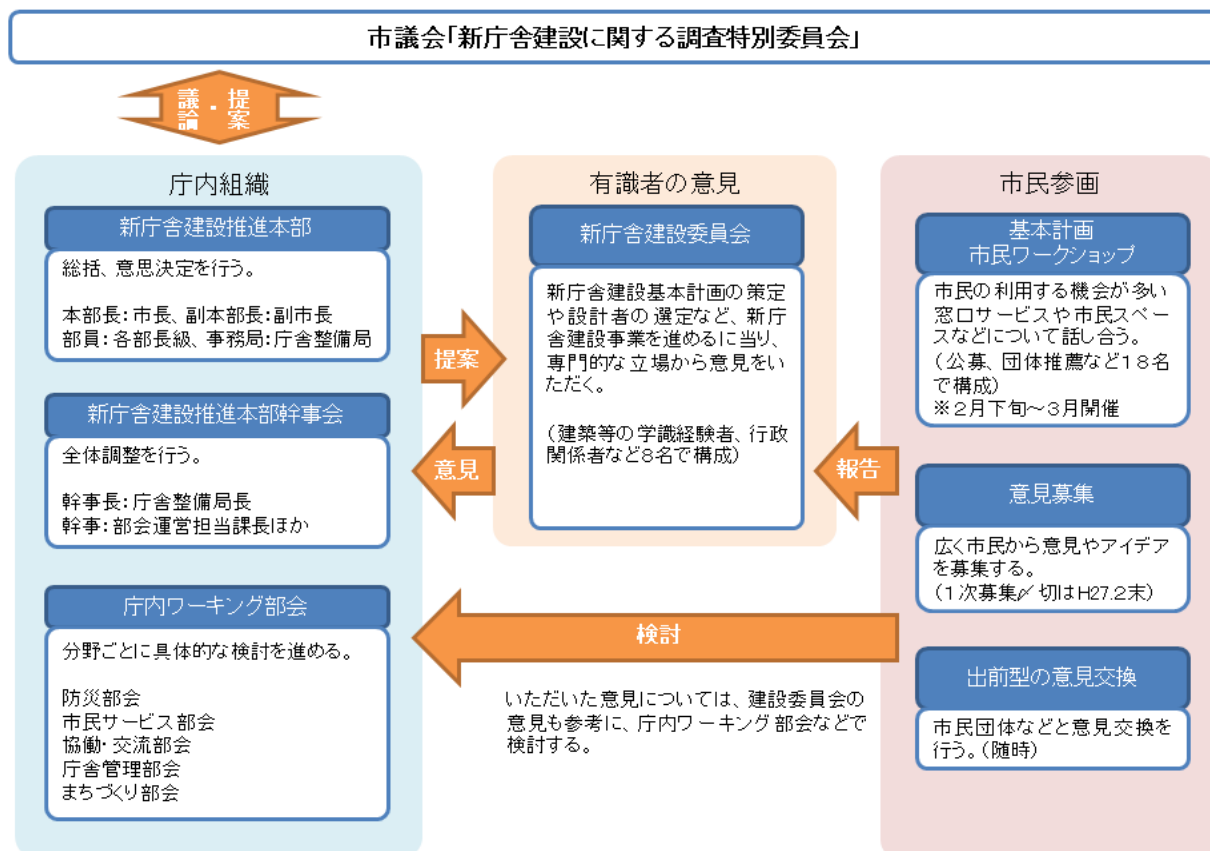 市議会「新庁舎建設に関する調査特別委員会」
議論・提案
庁内組織
新庁舎建設推進本部
総括、意思決定を行う。
本部長：市長、副本部長：副市長
部員：各部長級、事務局：庁舎整備局
新庁舎建設推進本部幹事会
全体調整を行う。
幹事長：庁舎整備局長
幹事：部会運営担当課長ほか
庁内ワーキング部会
分野ごとに具体的な検討を進める。
防災部会
市民サービス部会
協働・交流部会
庁舎管理部会
まちづくり部会
提案
意見
有識者の意見
新庁舎建設委員会
新庁舎建設基本計画の策定
や設計者の選定など、新庁
舎建設事業を進めるに当り、
専門的な立場から意見をい
ただく。
（建築等の学識経験者、行政
関係者など８名で構成）
報告
検討
いただいた意見については、建設委員会の
意見も参考に、庁内ワーキング部会などで
検討する。
市民参画
基本計画
市民ワークショップ
市民の利用する機会が多い
窓口サービスや市民スペー
スなどについて話し合う。
（公募、団体推薦など１８名
で構成）
※２月下旬～３月開催
意見募集
広く市民から意見やアイデア
を募集する。
（１次募集〆切はH27.2末）
出前型の意見交換
市民団体などと意見交換を
行う。（随時）